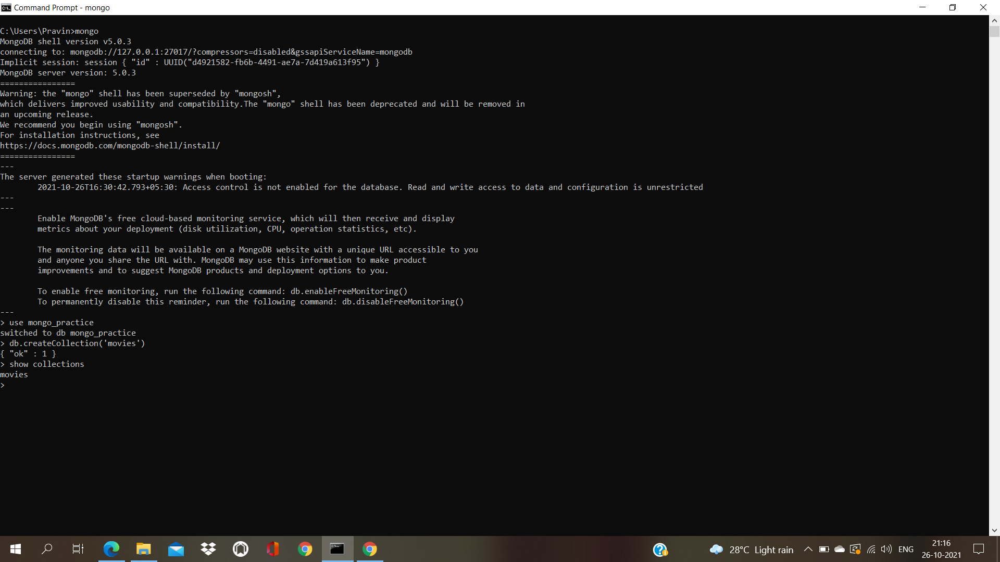 Command Prompt - mongo
C:\Users\Pravin>mongo
MongoDB shell version v5.0.3
connecting to: mongodb://127.0.0.1:27017/?compressors=disabled&gssapiServiceName=mongodb
Implicit session: session { "id" : UUID("d4921582-fb6b-4491-ae7a-7d419a613f95") }
MongoDB server version: 5.0.3
================
Warning: the "mongo" shell has been superseded by "mongosh",
which delivers improved usability and compatibility.The "mongo" shell has been deprecated and will be removed in
an upcoming release.
We recommend you begin using "mongosh".
For installation instructions, see
https://docs.mongodb.com/mongodb-shell/install/
================
---
The server generated these startup warnings when booting:
        2021-10-26T16:30:42.793+05:30: Access control is not enabled for the database. Read and write access to data and configuration is unrestricted
---
---
        Enable MongoDB's free cloud-based monitoring service, which will then receive and display
        metrics about your deployment (disk utilization, CPU, operation statistics, etc).

        The monitoring data will be available on a MongoDB website with a unique URL accessible to you
        and anyone you share the URL with. MongoDB may use this information to make product
        improvements and to suggest MongoDB products and deployment options to you.

        To enable free monitoring, run the following command: db.enableFreeMonitoring()
        To permanently disable this reminder, run the following command: db.disableFreeMonitoring()
---
> use mongo_practice
switched to db mongo_practice
> db.createCollection('movies')
{ "ok" : 1 }
> show collections
movies
>
28°C Light rain
ENG
21:16
26-10-2021